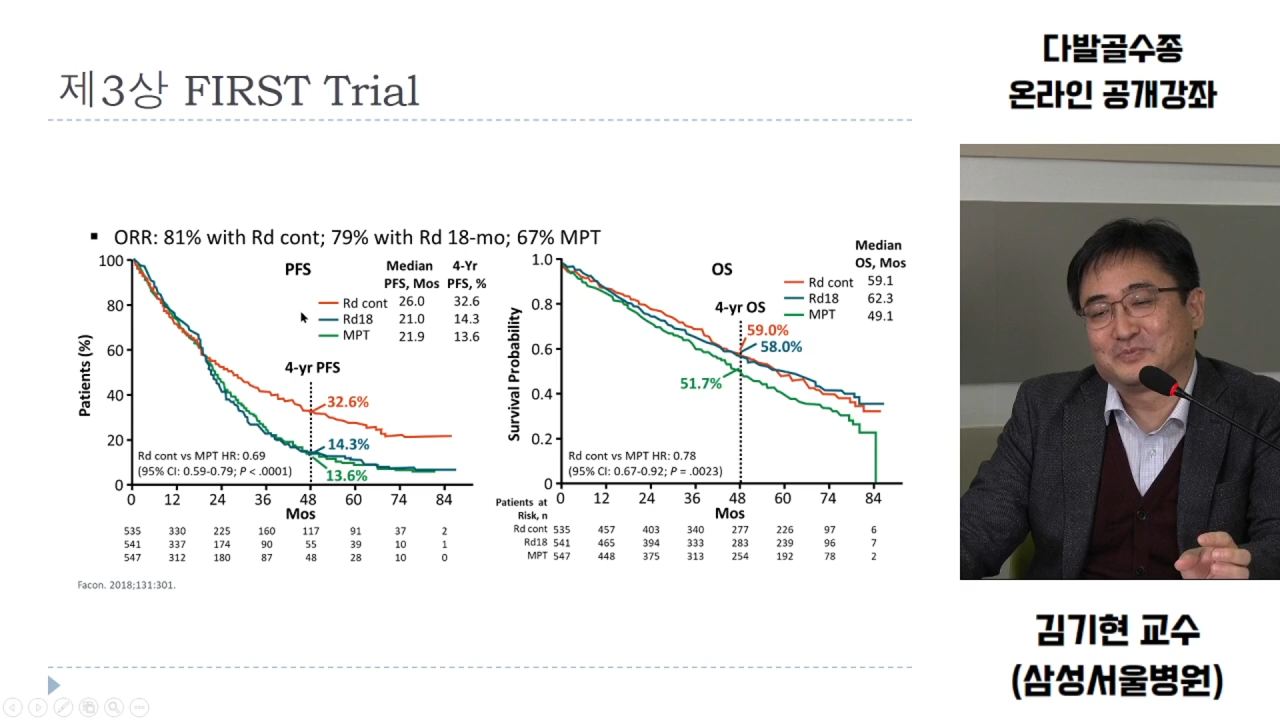 제3상 FIRST Trial
다발골수종
온라인 공개강좌
▪ ORR: 81% with Rd cont; 79% with Rd 18-mo; 67% MPT
PFS
Median PFS, Mos
4-Yr PFS, %
Rd cont 26.0 32.6
Rd18 21.0 14.3
MPT 21.9 13.6
Patients (%)
100
80
60
40
20
0
4-yr PFS
32.6%
14.3%
13.6%
Rd cont vs MPT HR: 0.69
(95% CI: 0.59-0.79; P < .0001)
0 12 24 36 48 60 74 84
Mos
535 330 225 160 117 91 37 2
541 337 174 90 55 39 10 1
547 312 180 87 48 28 10 0
OS
Median
OS, Mos
Rd cont 59.1
Rd18 62.3
MPT 49.1
Survival Probability
1.0
0.8
0.6
0.4
0.2
0
4-yr OS
59.0%
58.0%
51.7%
Rd cont vs MPT HR: 0.78
(95% CI: 0.67-0.92; P = .0023)
0 12 24 36 48 60 74 84
Mos
Patients at
Risk, n
Rd cont 535 457 403 340 277 226 97 6
Rd18 541 465 394 333 283 239 96 7
MPT 547 448 375 313 254 192 78 2
Facon. 2018;131:301.
김기현 교수
(삼성서울병원)